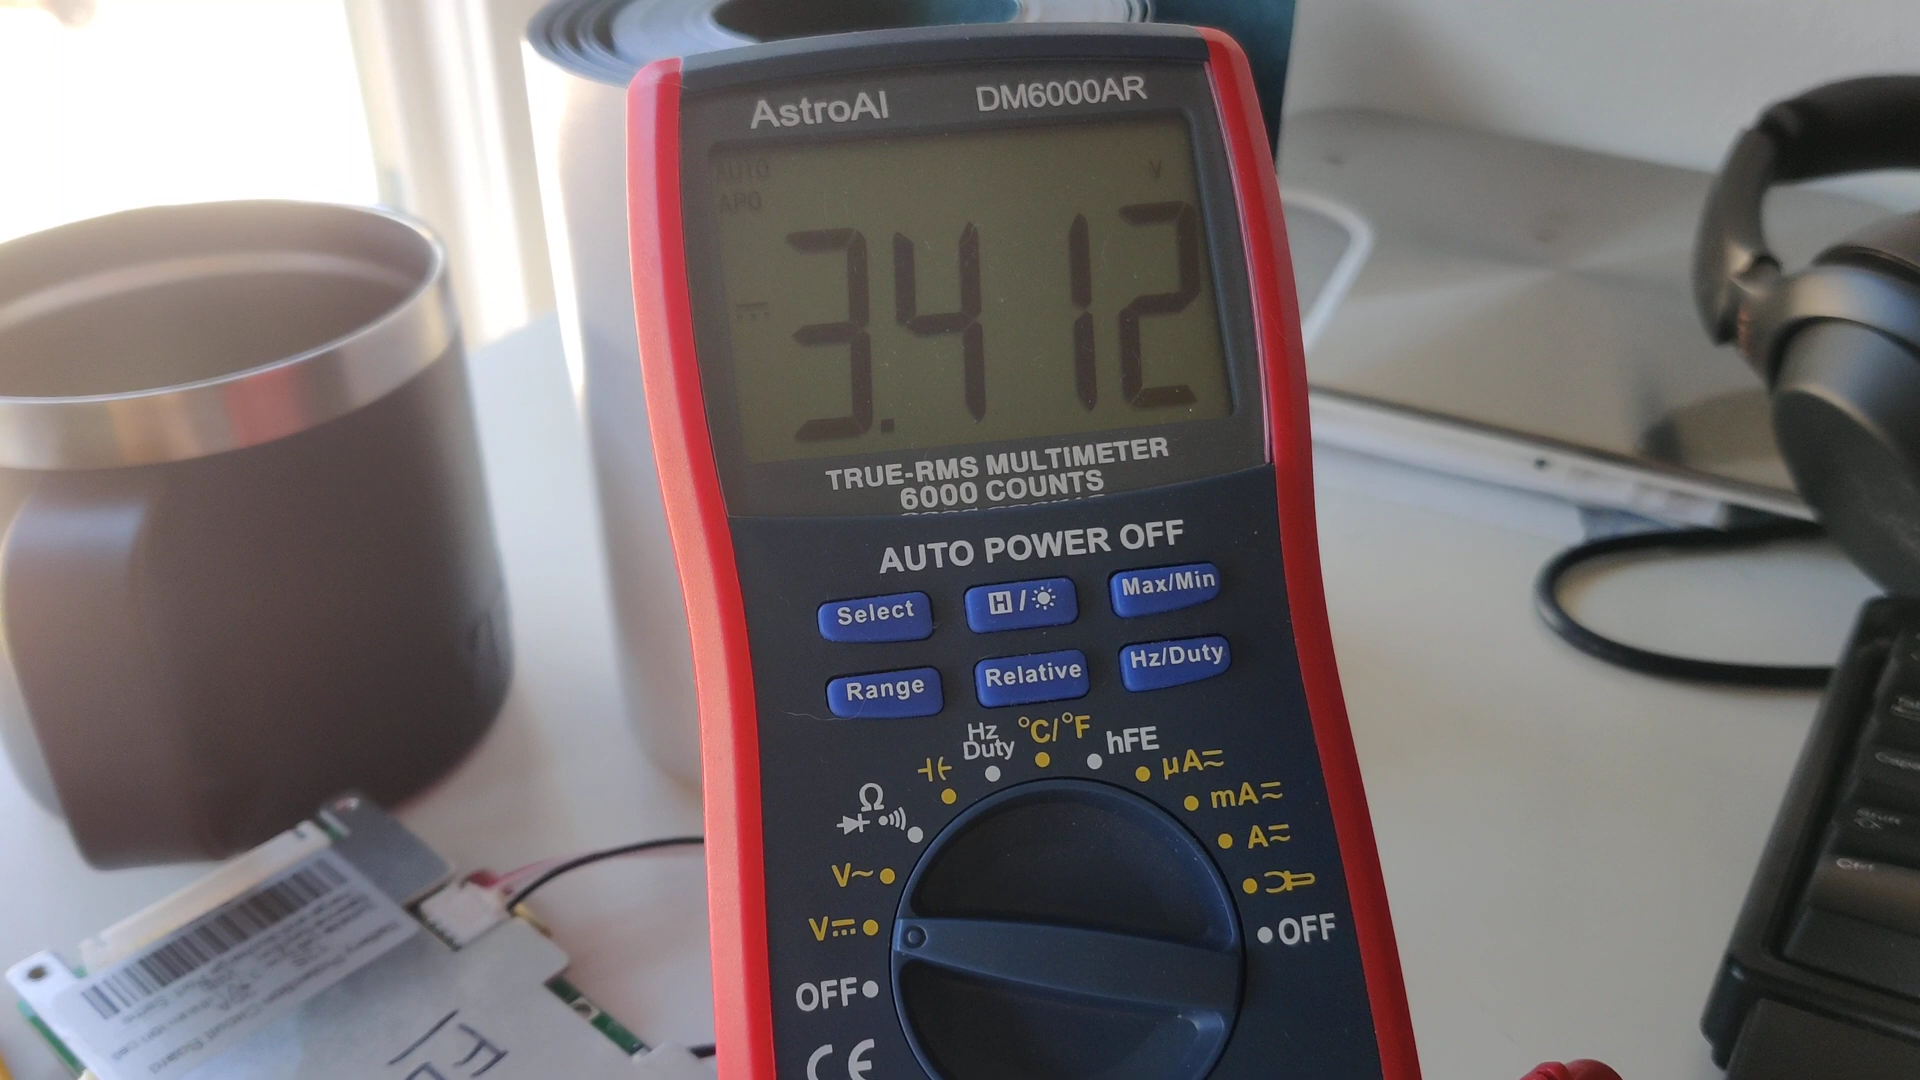 AstroAI DM6000AR
AUTO V
APO
3.412
TRUE-RMS MULTIMETER
6000 COUNTS
AUTO POWER OFF
Select H/☀ Max/Min
Range Relative Hz/Duty
Hz
Duty
°C/°F
hFE
µA
mA
A
Ω
V~
V
OFF
OFF
CE
Ctrl